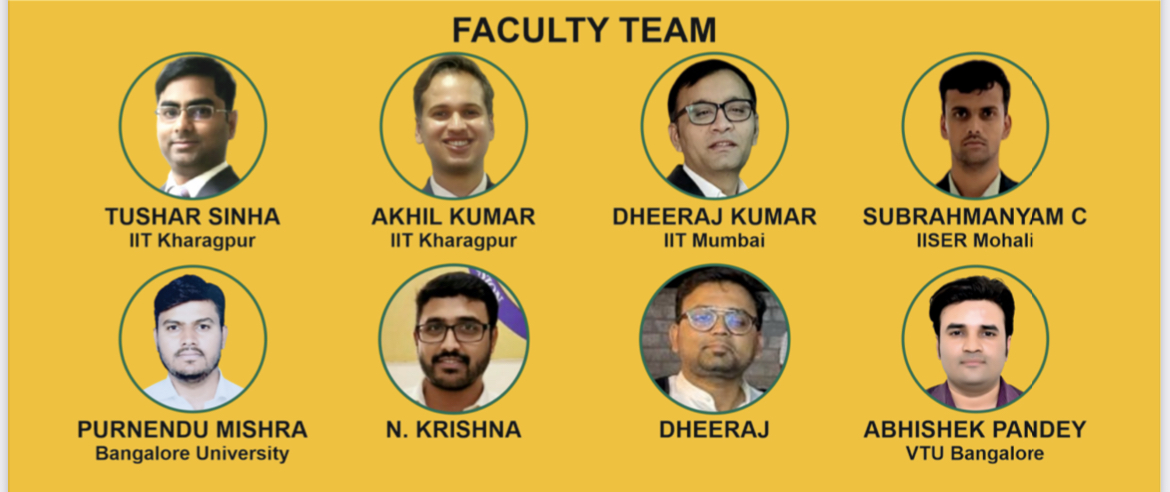 FACULTY TEAM
TUSHAR SINHA
IIT Kharagpur
AKHIL KUMAR
IIT Kharagpur
DHEERAJ KUMAR
IIT Mumbai
SUBRAHMANYAM C
IISER Mohali
PURNENDU MISHRA
Bangalore University
N. KRISHNA
DHEERAJ
ABHISHEK PANDEY
VTU Bangalore